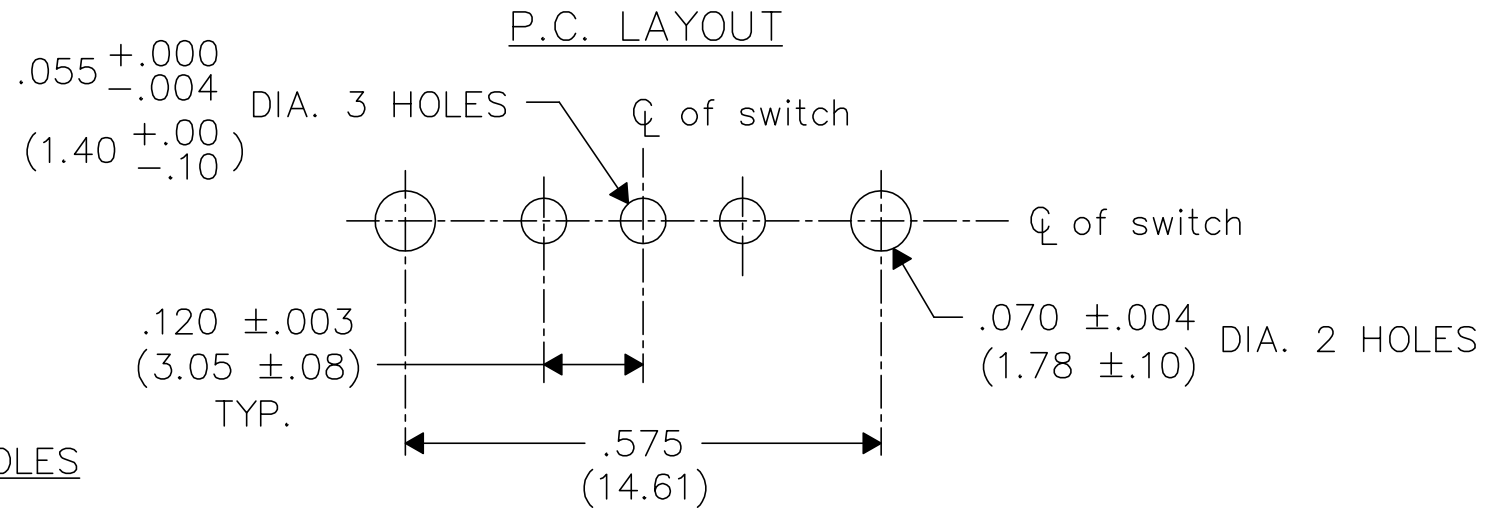 P.C. LAYOUT
.055 +.000
-.004
(1.40 +.00
-.10)
DIA. 3 HOLES
℄ of switch
℄ of switch
.120 ±.003
(3.05 ±.08)
TYP.
.070 ±.004
(1.78 ±.10)
DIA. 2 HOLES
.575
(14.61)
OLES